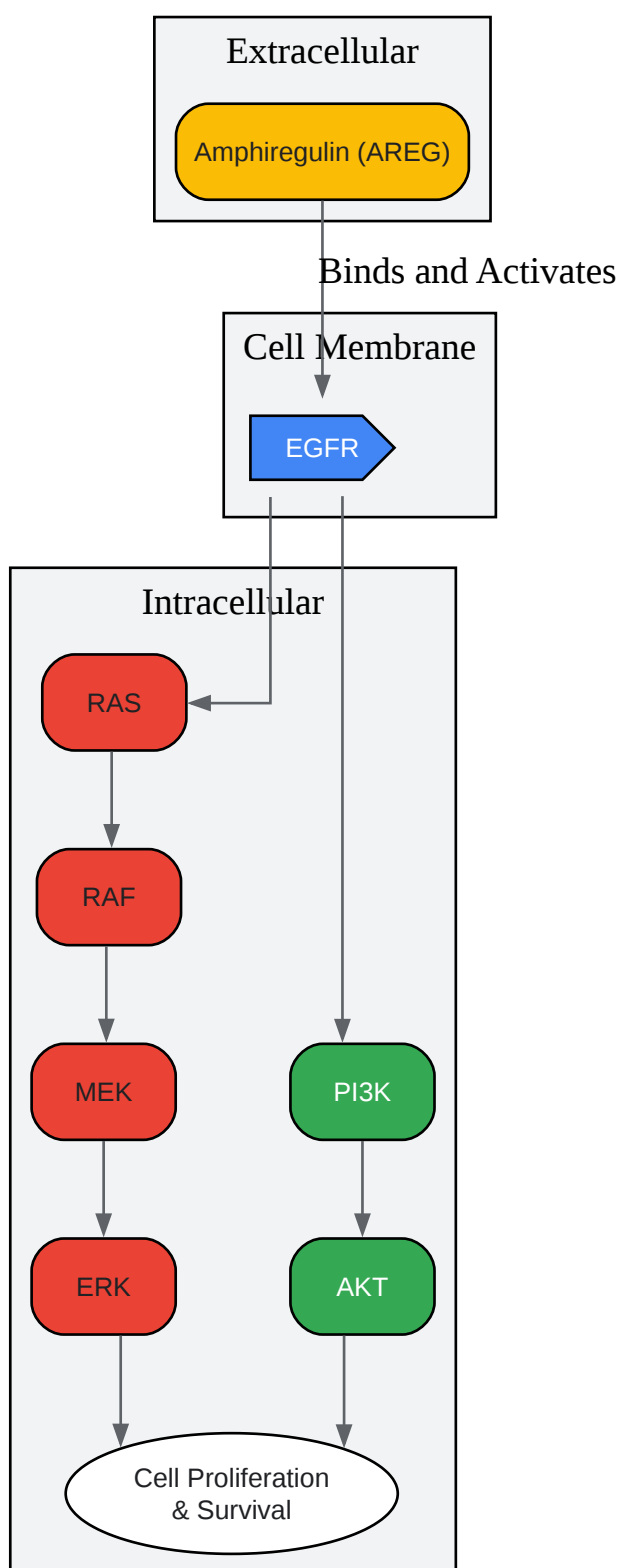 Extracellular
Amphiregulin (AREG)
Binds and Activates
Cell Membrane
EGFR
Intracellular
RAS
RAF
MEK
PI3K
ERK
AKT
Cell Proliferation
& Survival